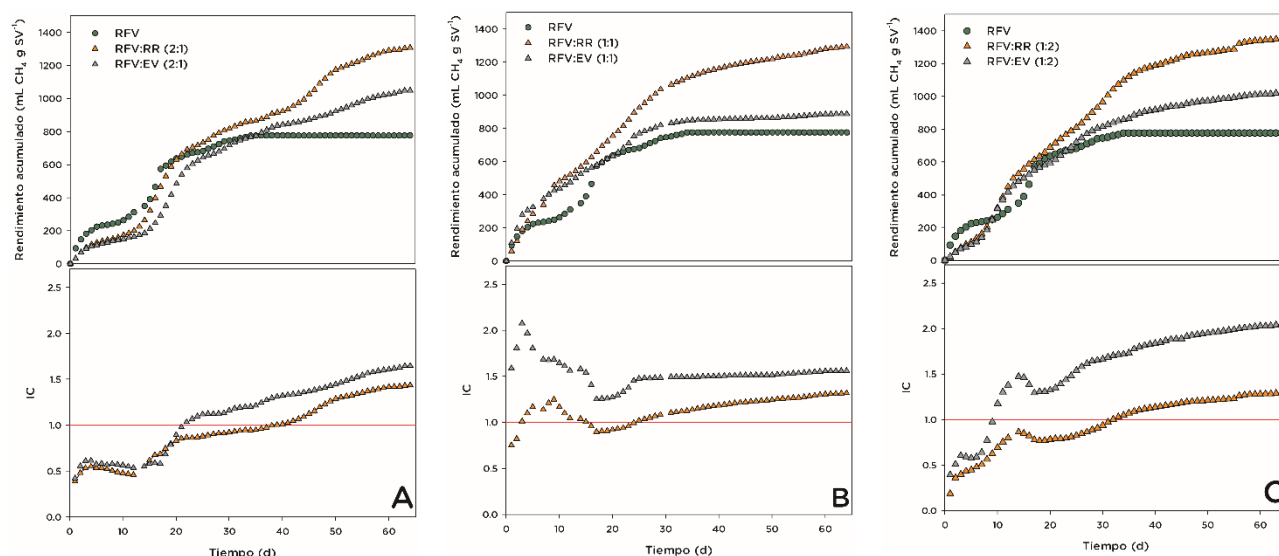 Rendimiento acumulado (mL CH4 g SV-1)
1400
1200
1000
800
600
400
200
0
RFV
RFV:RR (2:1)
RFV:EV (2:1)
IC
2.5
2.0
1.5
1.0
0.5
0.0
0 10 20 30 40 50 60
Tiempo (d)
A
Rendimiento acumulado (mL CH4 g SV-1)
1400
1200
1000
800
600
400
200
0
RFV
RFV:RR (1:1)
RFV:EV (1:1)
IC
2.5
2.0
1.5
1.0
0.5
0.0
0 10 20 30 40 50 60
Tiempo (d)
B
Rendimiento acumulado (mL CH4 g SV-1)
1400
1200
1000
800
600
400
200
0
RFV
RFV:RR (1:2)
RFV:EV (1:2)
IC
2.5
2.0
1.5
1.0
0.5
0.0
0 10 20 30 40 50 60
Tiempo (d)
C